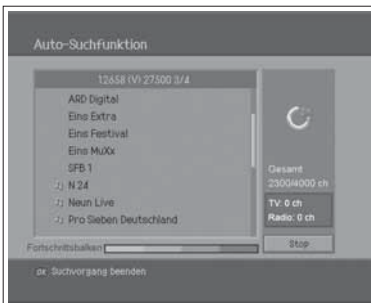 Auto-Suchfunktion
12658 (V) 27500 3/4
ARD Digital
Eins Extra
Eins Festival
Eins MuXx
SFB 1
N 24
Neun Live
Pro Sieben Deutschland
Gesamt
2300/4000 ch
TV: 0 ch
Radio: 0 ch
Fortschrittsbalken
Stop
OK Suchvorgang beenden